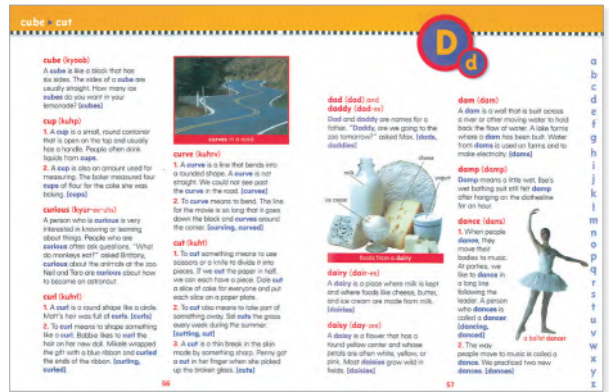 cube ▸ cut
cube (kyoob)
A cube is like a block that has
six sides. The sides of a cube are
usually straight. How many ice
cubes do you want in your
lemonade? [cubes]
cup (kuhp)
1. A cup is a small, round container
that is open on the top and usually
has a handle. People often drink
liquids from cups.
2. A cup is also an amount used for
measuring. The baker measured four
cups of flour for the cake she was
baking. [cups]
curious (kyur-ee-uhs)
A person who is curious is very
interested in knowing or learning
about things. People who are
curious often ask questions. "What
do monkeys eat?" asked Brittany,
curious about the animals at the zoo.
Neil and Tara are curious about how
to become an astronaut.
curl (kuhrl)
1. A curl is a round shape like a circle.
Mari's hair was full of curls. [curls]
2. To curl means to shape something
like a curl. Bobbie likes to curl the
hair on her new doll. Mikele wrapped
the gift with a blue ribbon and curled
the ends of the ribbon. [curling,
curled]
curves in a road
curve (kuhrv)
1. A curve is a line that bends into
a rounded shape. A curve is not
straight. We could not see past
the curve in the road. [curves]
2. To curve means to bend. The line
for the movie is so long that it goes
down the block and curves around
the corner. [curving, curved]
cut (kuht)
1. To cut something means to use
scissors or a knife to divide it into
pieces. If we cut the paper in half,
we can each have a piece. Dale cut
a slice of cake for everyone and put
each slice on a paper plate.
2. To cut also means to take part of
something away. Sal cuts the grass
every week during the summer.
[cutting, cut]
3. A cut is a thin break in the skin
made by something sharp. Penny got
a cut in her finger when she picked
up the broken glass. [cuts]
56
D
d
dad (dad) and
daddy (dad-ee)
Dad and daddy are names for a
father. "Daddy, are we going to the
zoo tomorrow?" asked Max. [dads,
daddies]
cheese
milk
yogurt
ice cream
foods from a dairy
dairy (dair-ee)
A dairy is a place where milk is kept
and where foods like cheese, butter,
and ice cream are made from milk.
[dairies]
daisy (day-zee)
A daisy is a flower that has a
round yellow center and whose
petals are often white, yellow, or
pink. Most daisies grow wild in
fields. [daisies]
dam (dam)
A dam is a wall that is built across
a river or other moving water to hold
back the flow of water. A lake forms
where a dam has been built. Water
from dams is used on farms and to
make electricity. [dams]
damp (damp)
Damp means a little wet. Ilsa's
wet bathing suit still felt damp
after hanging on the clothesline
for an hour.
dance (dans)
1. When people
dance, they
move their
bodies to music.
At parties, we
like to dance in
a long line
following the
leader. A person
who dances is
called a dancer.
[dancing,
danced]
2. The way
people move to music is called a
dance. We practiced two new
dances. [dances]
a ballet dancer
57
a
b
c
d
e
f
g
h
i
j
k
l
m
n
o
p
q
r
s
t
u
v
w
x
y
z